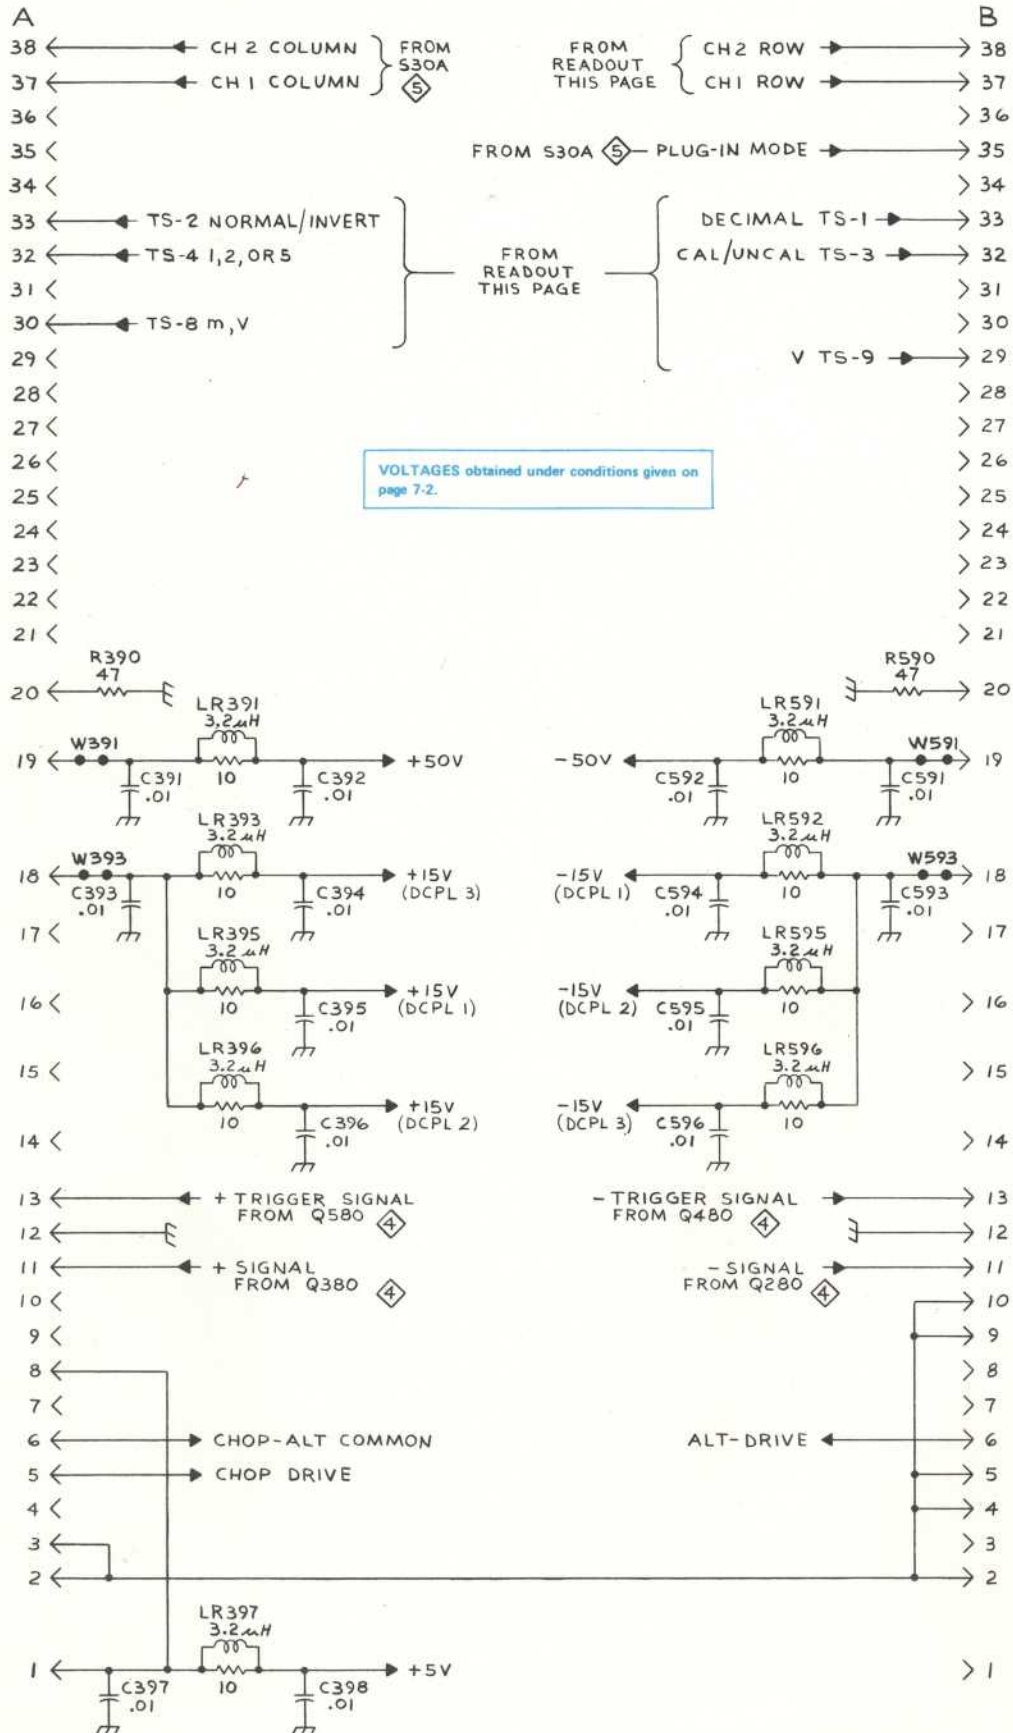 A B
38 CH 2 COLUMN FROM S30A 5 FROM READOUT THIS PAGE CH2 ROW 38
37 CH 1 COLUMN CH1 ROW 37
36 36
35 FROM S30A 5 PLUG-IN MODE 35
34 34
33 TS-2 NORMAL/INVERT DECIMAL TS-1 33
32 TS-4 1,2,OR5 FROM READOUT THIS PAGE CAL/UNCAL TS-3 32
31 31
30 TS-8 m,V 30
29 V TS-9 29
28 28
27 27
26 26
VOLTAGES obtained under conditions given on
page 7-2.
25 25
24 24
23 23
22 22
21 21
R390 R590
47 47
20 20
LR391 LR591
3.2μH 3.2μH
19 W391 +50V -50V W591 19
C391 .01 10 C392 .01 C592 .01 10 C591 .01
LR393 LR592
3.2μH 3.2μH
18 W393 +15V (DCPL 3) -15V (DCPL 1) W593 18
C393 .01 10 C394 .01 C594 .01 10 C593 .01
17 17
LR395 LR595
3.2μH 3.2μH
16 +15V (DCPL 1) -15V (DCPL 2) 16
10 C395 .01 C595 .01 10
LR396 LR596
15 3.2μH 3.2μH 15
+15V (DCPL 2) -15V (DCPL 3)
10 C396 .01 C596 .01 10
14 14
13 + TRIGGER SIGNAL FROM Q580 4 - TRIGGER SIGNAL FROM Q480 4 13
12 12
11 + SIGNAL FROM Q380 4 - SIGNAL FROM Q280 4 11
10 10
9 9
8 8
7 7
6 CHOP-ALT COMMON ALT-DRIVE 6
5 CHOP DRIVE 5
4 4
3 3
2 2
LR397
3.2μH
1 +5V 1
C397 .01 10 C398 .01